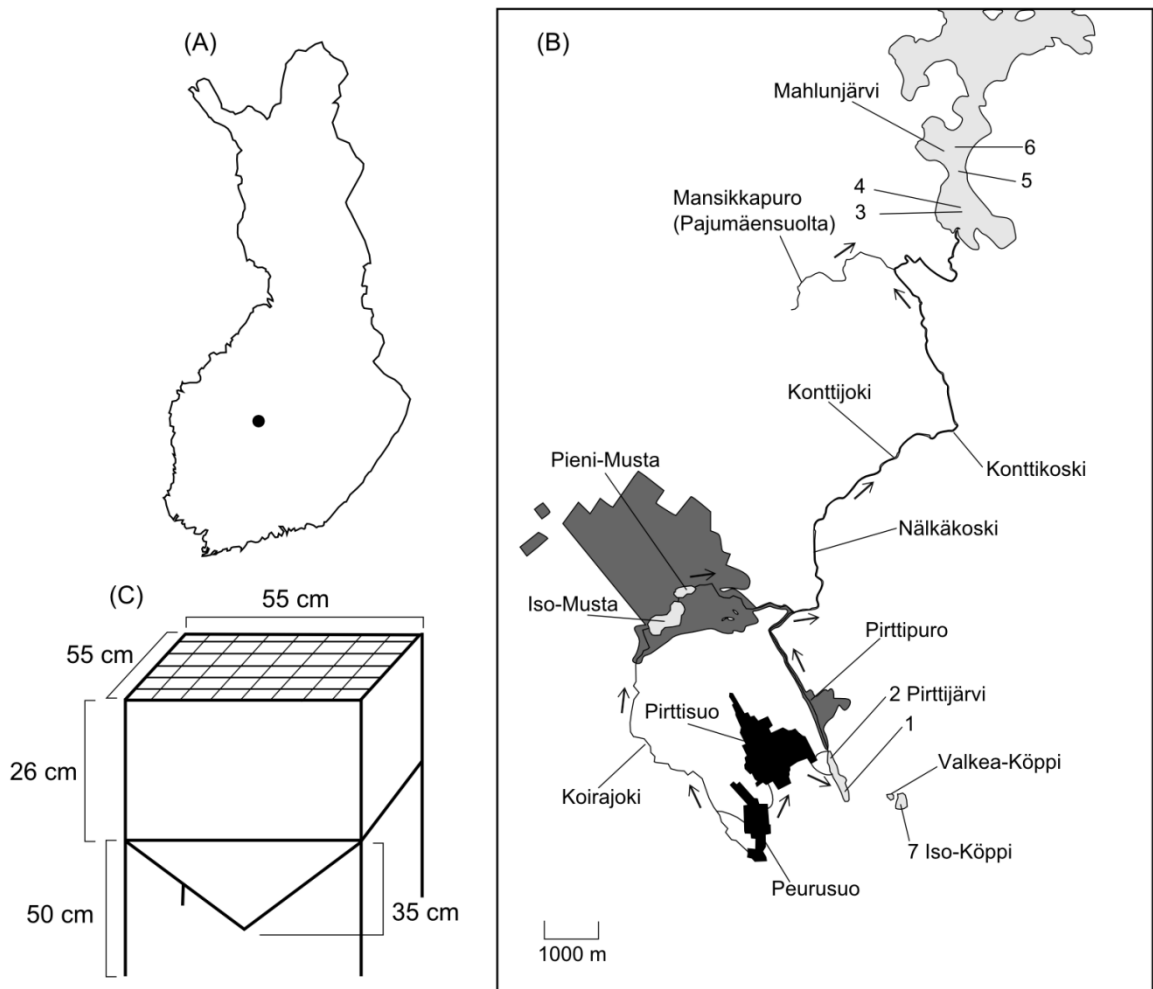 (A)
(B)
Mahlunjärvi
6
5
4
3
Mansikkapuro
(Pajumäensuolta)
Konttijoki
Konttikoski
Pieni-Musta
Nälkäkoski
Iso-Musta
Pirttipuro
Pirttisuo
2 Pirttijärvi
1
Valkea-Köppi
Koirajoki
7 Iso-Köppi
Peurusuo
1000 m
(C)
55 cm
55 cm
26 cm
50 cm
35 cm